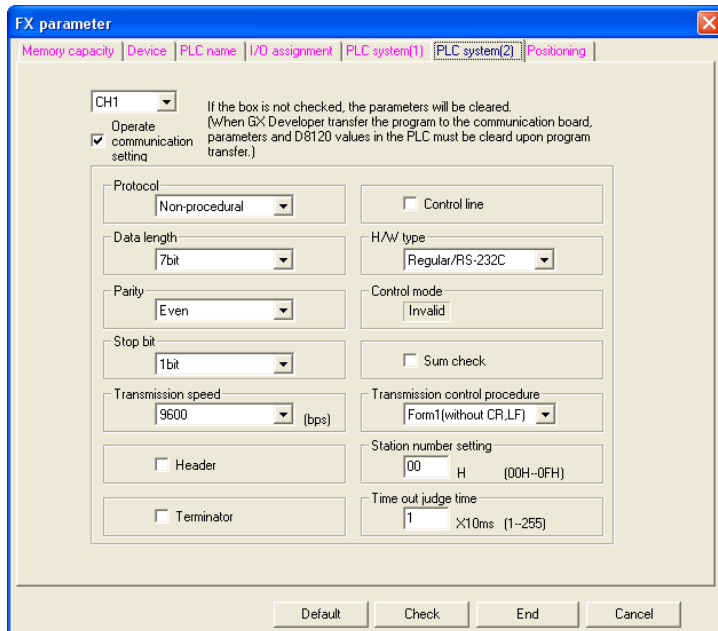 FX parameter
Memory capacity Device PLC name I/O assignment PLC system(1) PLC system(2) Positioning
CH1
If the box is not checked, the parameters will be cleared.
(When GX Developer transfer the program to the communication board,
parameters and D8120 values in the PLC must be cleard upon program
transfer.)
Operate
communication
setting
Protocol
Non-procedural
Control line
Data length
7bit
H/W type
Regular/RS-232C
Parity
Even
Control mode
Invalid
Stop bit
1bit
Sum check
Transmission speed
9600 (bps)
Transmission control procedure
Form1(without CR,LF)
Header
Station number setting
00 H (00H--0FH)
Terminator
Time out judge time
1 X10ms (1--255)
Default Check End Cancel